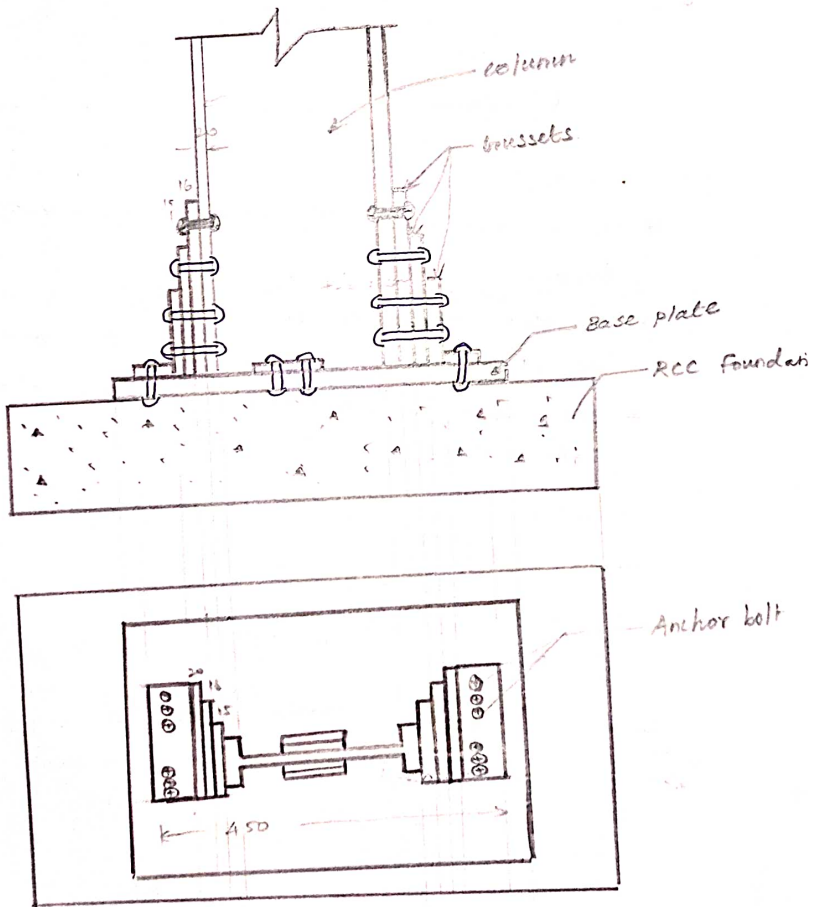 column
Gussets
20
16
15
Base plate
RCC Foundati
Anchor bolt
20
16
15
450